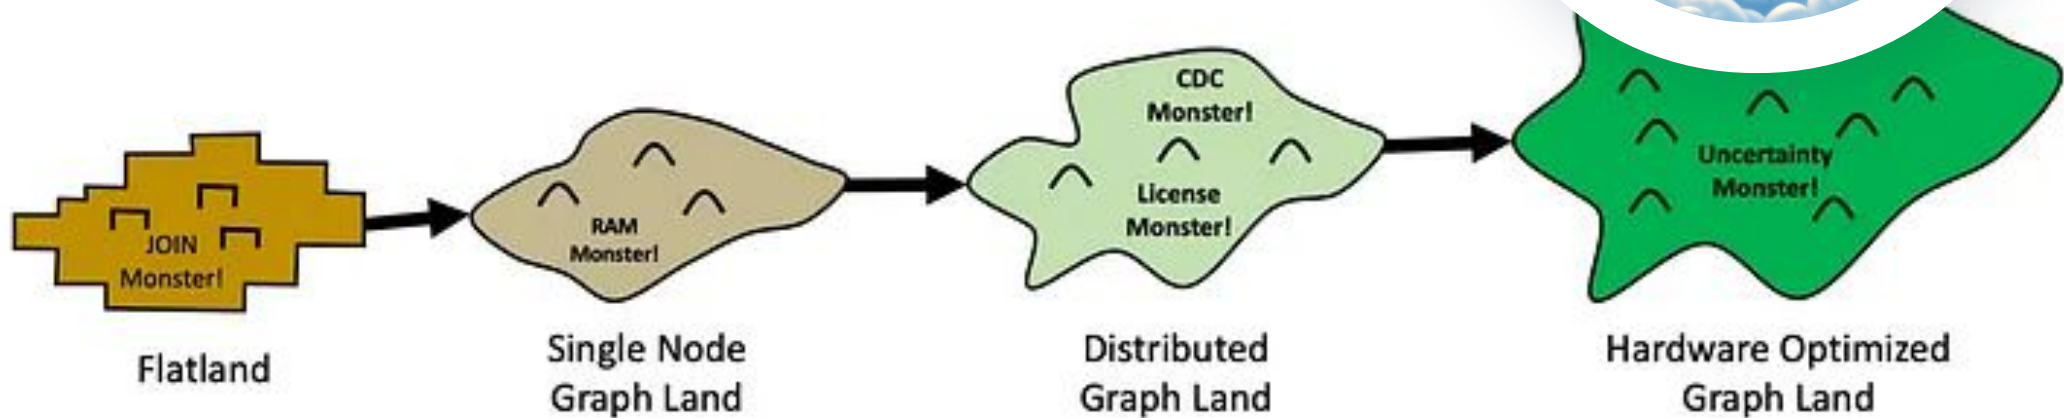 JOIN
Monster!
Flatland
RAM
Monster!
Single Node
Graph Land
CDC
Monster!
License
Monster!
Distributed
Graph Land
Uncertainty
Monster!
Hardware Optimized
Graph Land